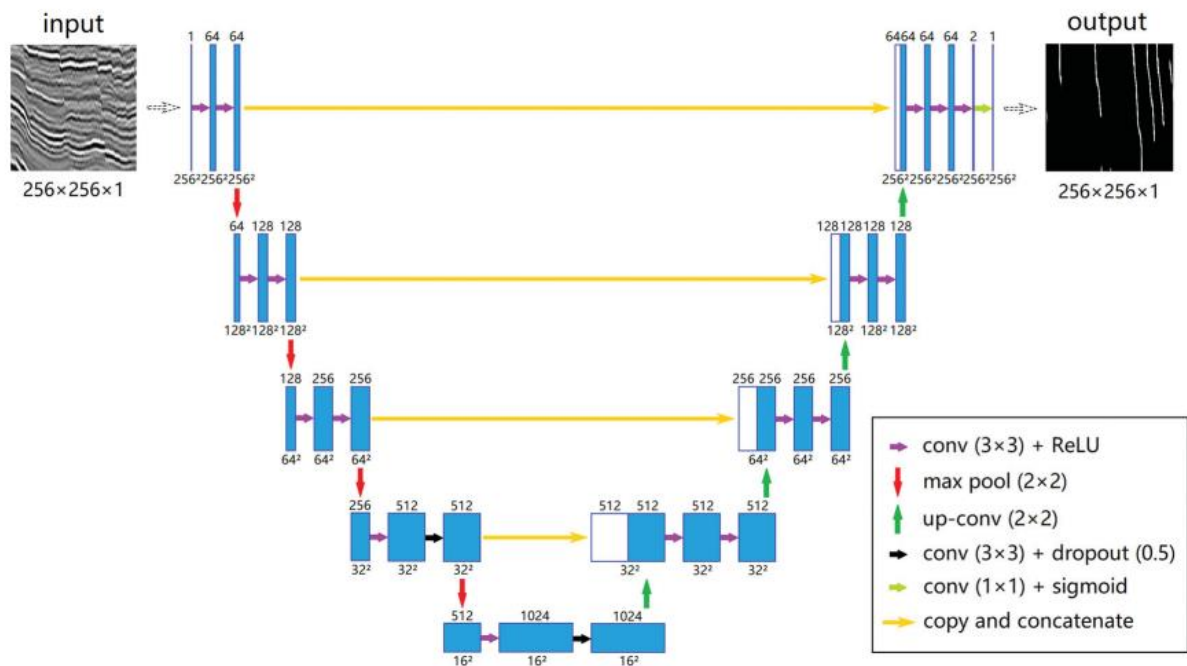 input
output
1 64 64
64 64 64 64 2 1
256² 256² 256²
256² 256² 256² 256² 256²
256×256×1
256×256×1
64 128 128
128 128 128 128
128² 128² 128²
128² 128² 128²
128 256 256
256 256 256 256
64² 64² 64²
64² 64² 64²
256 512 512
512 512 512 512
32² 32² 32²
32² 32² 32²
512 1024 1024
16² 16² 16²
conv (3×3) + ReLU
max pool (2×2)
up-conv (2×2)
conv (3×3) + dropout (0.5)
conv (1×1) + sigmoid
copy and concatenate